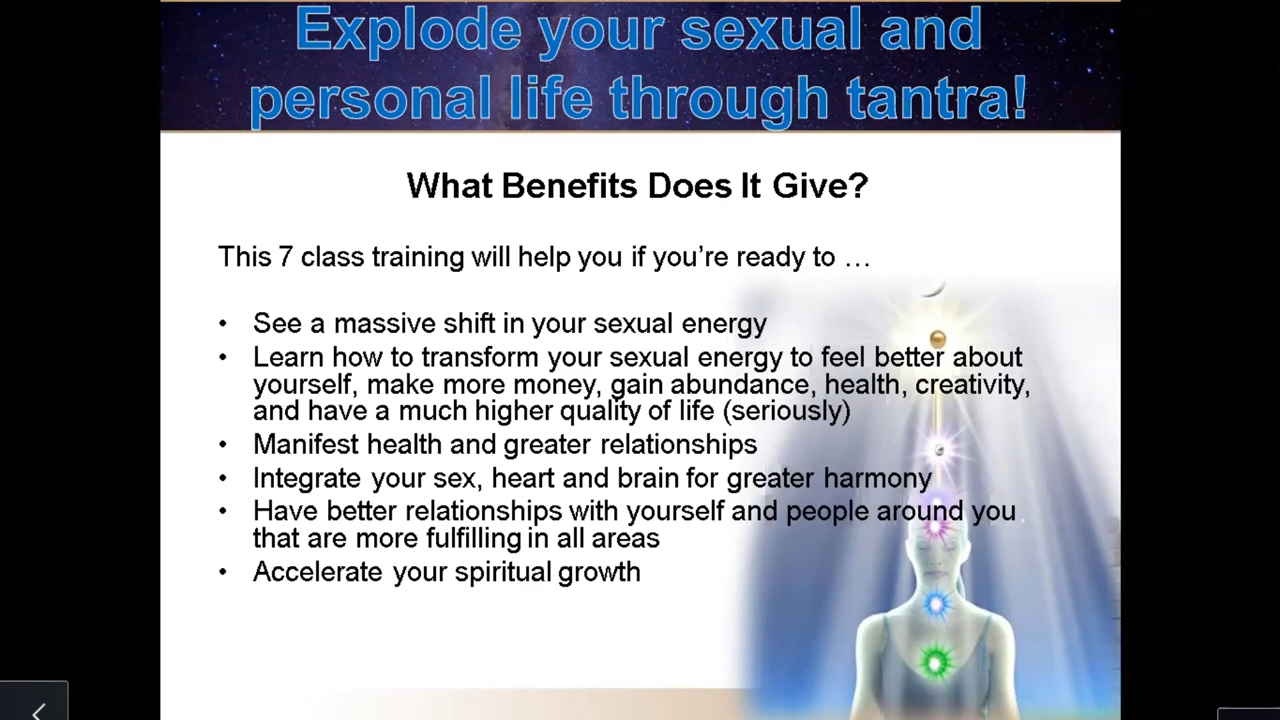 Explode your sexual and
personal life through tantra!
What Benefits Does It Give?
This 7 class training will help you if you’re ready to …
• See a massive shift in your sexual energy
• Learn how to transform your sexual energy to feel better about
yourself, make more money, gain abundance, health, creativity,
and have a much higher quality of life (seriously)
• Manifest health and greater relationships
• Integrate your sex, heart and brain for greater harmony
• Have better relationships with yourself and people around you
that are more fulfilling in all areas
• Accelerate your spiritual growth